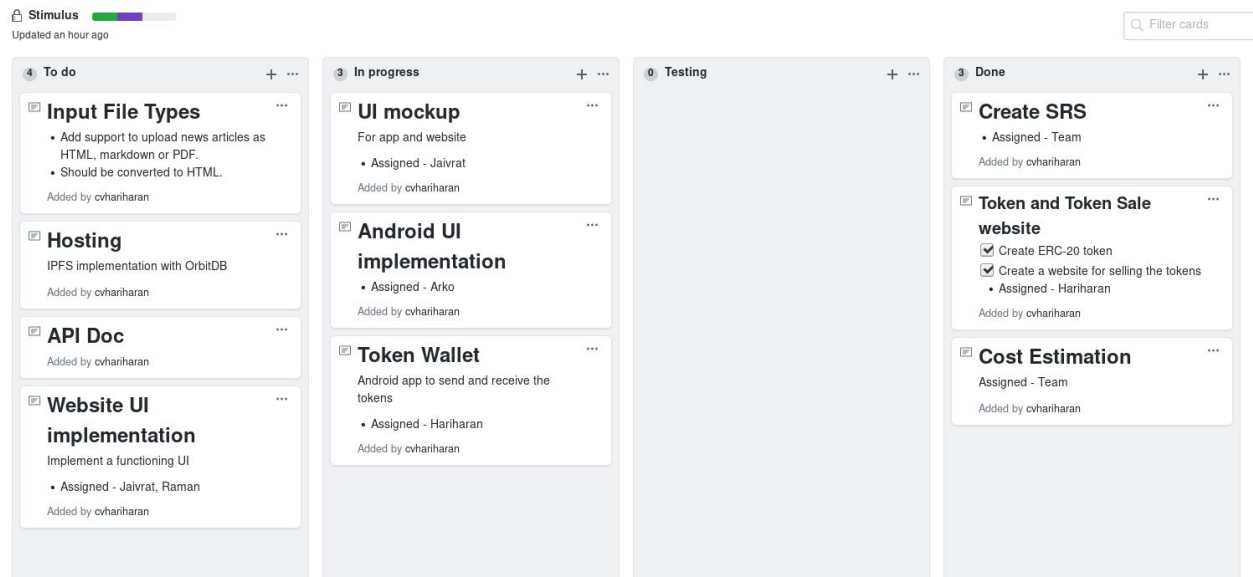 Stimulus
Updated an hour ago
Filter cards
4 To do
Input File Types
• Add support to upload news articles as
HTML, markdown or PDF.
• Should be converted to HTML.
Added by cvhariharan
Hosting
IPFS implementation with OrbitDB
Added by cvhariharan
API Doc
Added by cvhariharan
Website UI
implementation
Implement a functioning UI
• Assigned - Jaivrat, Raman
Added by cvhariharan
3 In progress
UI mockup
For app and website
• Assigned - Jaivrat
Added by cvhariharan
Android UI
implementation
• Assigned - Arko
Added by cvhariharan
Token Wallet
Android app to send and receive the
tokens
• Assigned - Hariharan
Added by cvhariharan
0 Testing
3 Done
Create SRS
• Assigned - Team
Added by cvhariharan
Token and Token Sale
website
Create ERC-20 token
Create a website for selling the tokens
• Assigned - Hariharan
Added by cvhariharan
Cost Estimation
Assigned - Team
Added by cvhariharan